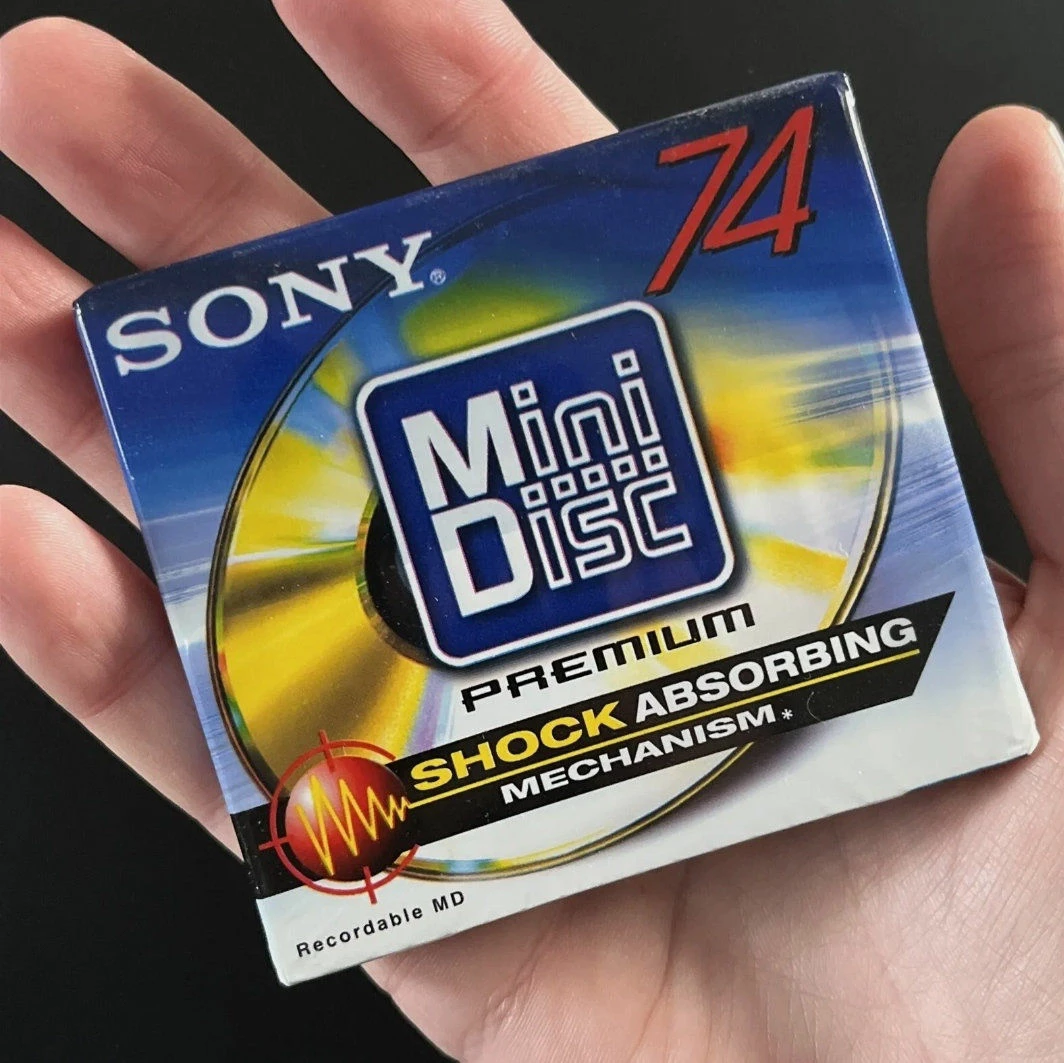 SONY®
74
Mini
Disc
PREMIUM
SHOCK ABSORBING
MECHANISM*
Recordable MD